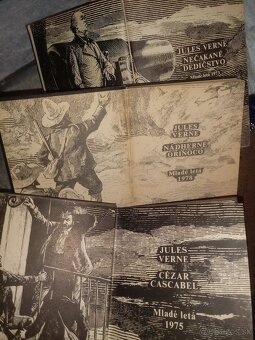 JULES VERNE
NEČAKANÉ
DEDIČSTVO
Mladé letá 1975
JULES
VERNE
NÁDHERNÉ
ORINOCO
Mladé letá
1978
JULES
VERNE
CÉZAR
CASCABEL
Mladé letá
1975